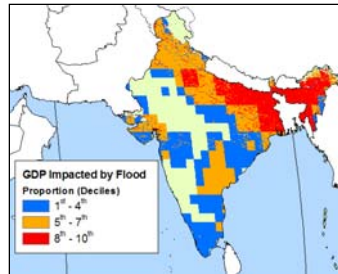 GDP Impacted by Flood
Proportion (Deciles)
1st - 4th
5th - 7th
8th - 10th